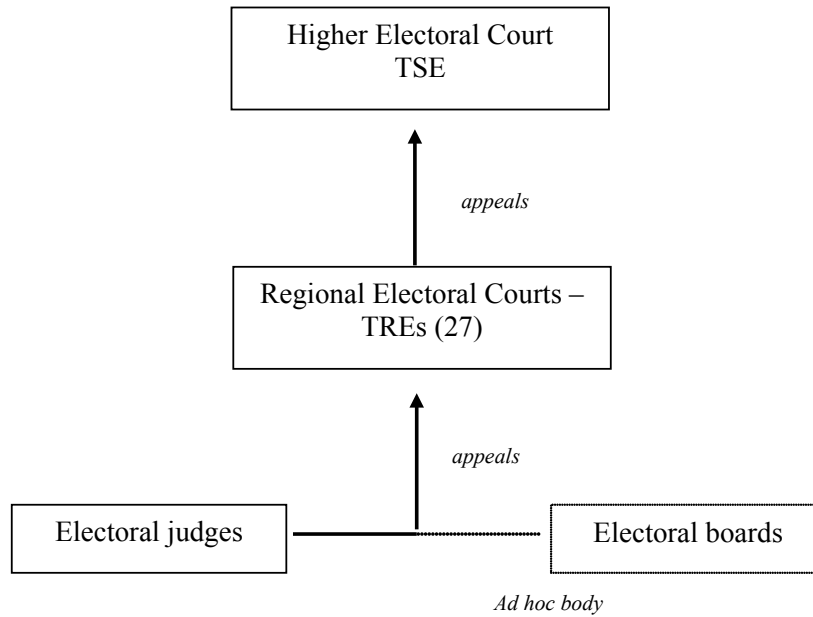 Higher Electoral Court
TSE
appeals
Regional Electoral Courts –
TREs (27)
appeals
Electoral judges
Electoral boards
Ad hoc body